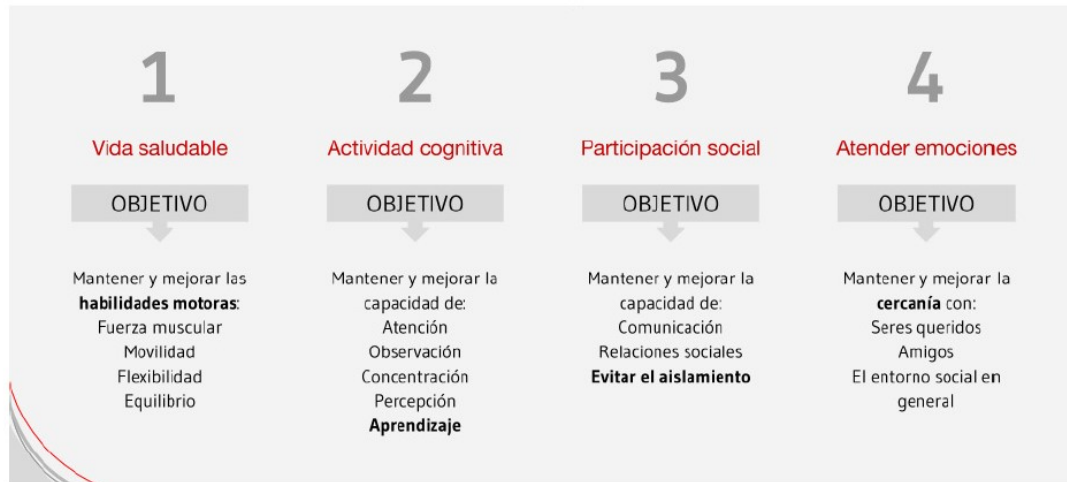 1
Vida saludable
OBJETIVO
Mantener y mejorar las
habilidades motoras:
Fuerza muscular
Movilidad
Flexibilidad
Equilibrio
2
Actividad cognitiva
OBJETIVO
Mantener y mejorar la
capacidad de:
Atención
Observación
Concentración
Percepción
Aprendizaje
3
Participación social
OBJETIVO
Mantener y mejorar la
capacidad de:
Comunicación
Relaciones sociales
Evitar el aislamiento
4
Atender emociones
OBJETIVO
Mantener y mejorar la
cercanía con:
Seres queridos
Amigos
El entorno social en
general